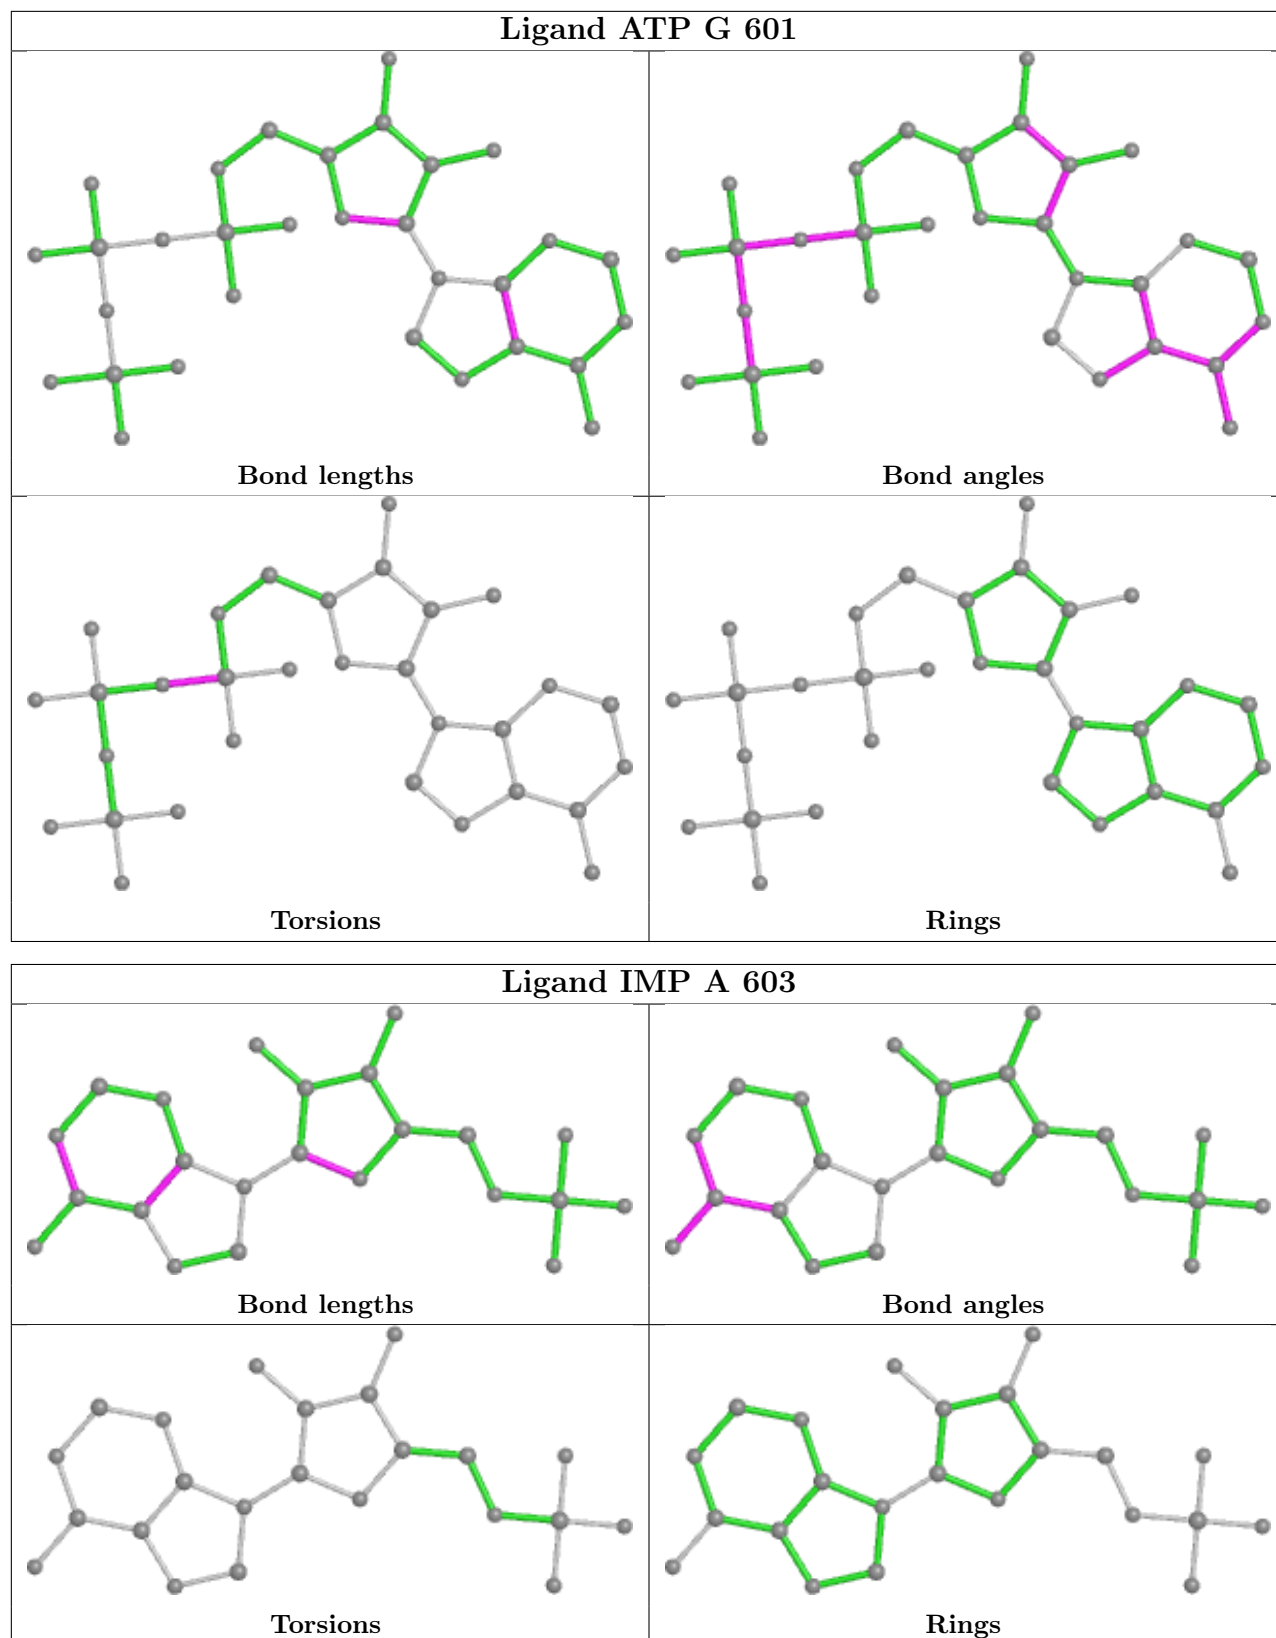 Ligand ATP G 601
Bond lengths
Bond angles
Torsions
Rings
Ligand IMP A 603
Bond lengths
Bond angles
Torsions
Rings